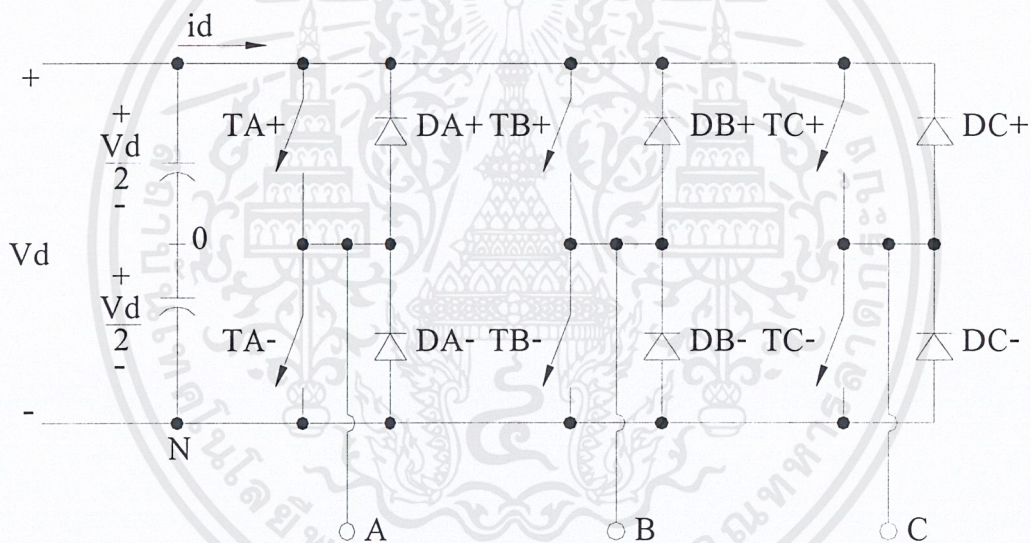 id
+
+
Vd
2
-
0
Vd
+
Vd
2
-
-
N
TA+
DA+
TB+
DB+
TC+
DC+
TA-
DA-
TB-
DB-
TC-
DC-
A
B
C